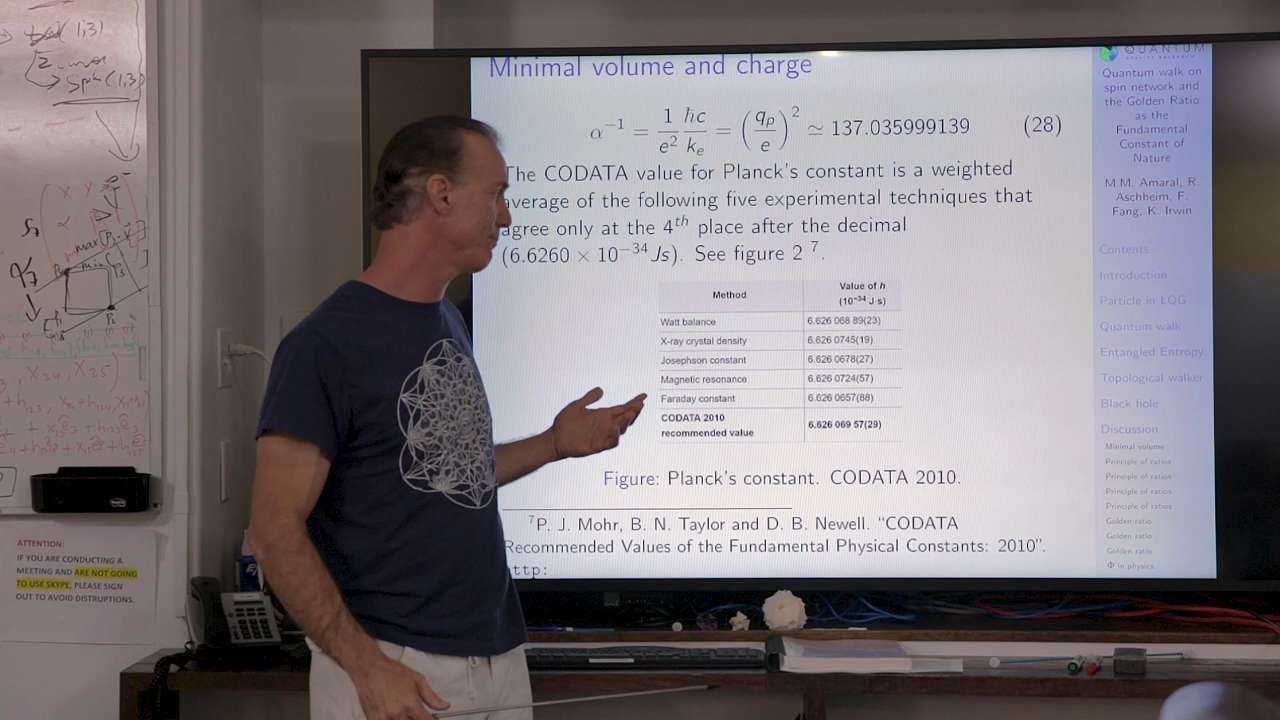 (1,3)
Spin(1,3)
X24, X25)
ATTENTION:
IF YOU ARE CONDUCTING A
MEETING AND ARE NOT GOING
TO USE SKYPE, PLEASE SIGN
OUT TO AVOID DISTRUPTIONS.
Minimal volume and charge
α⁻¹ = 1/e² ħc/kₑ = (qₚ/e)² ≃ 137.035999139 (28)
The CODATA value for Planck's constant is a weighted
average of the following five experimental techniques that
agree only at the 4ᵗʰ place after the decimal
(6.6260 × 10⁻³⁴ Js). See figure 2 ⁷.
Method Value of h
(10⁻³⁴ J·s)
Watt balance 6.626 068 89(23)
X-ray crystal density 6.626 0745(19)
Josephson constant 6.626 0678(27)
Magnetic resonance 6.626 0724(57)
Faraday constant 6.626 0657(88)
CODATA 2010
recommended value 6.626 069 57(29)
Figure: Planck's constant. CODATA 2010.
⁷P. J. Mohr, B. N. Taylor and D. B. Newell. "CODATA
Recommended Values of the Fundamental Physical Constants: 2010".
http:
QUANTUM
GRAVITY RESEARCH
Quantum walk on
spin network and
the Golden Ratio
as the
Fundamental
Constant of
Nature
M.M. Amaral, R.
Aschheim, F.
Fang, K. Irwin
Contents
Introduction
Particle in LQG
Quantum walk
Entangled Entropy
Topological walker
Black hole
Discussion
Minimal volume
Principle of ratios
Principle of ratios
Principle of ratios
Principle of ratios
Golden ratio
Golden ratio
Golden ratio
Φ in physics